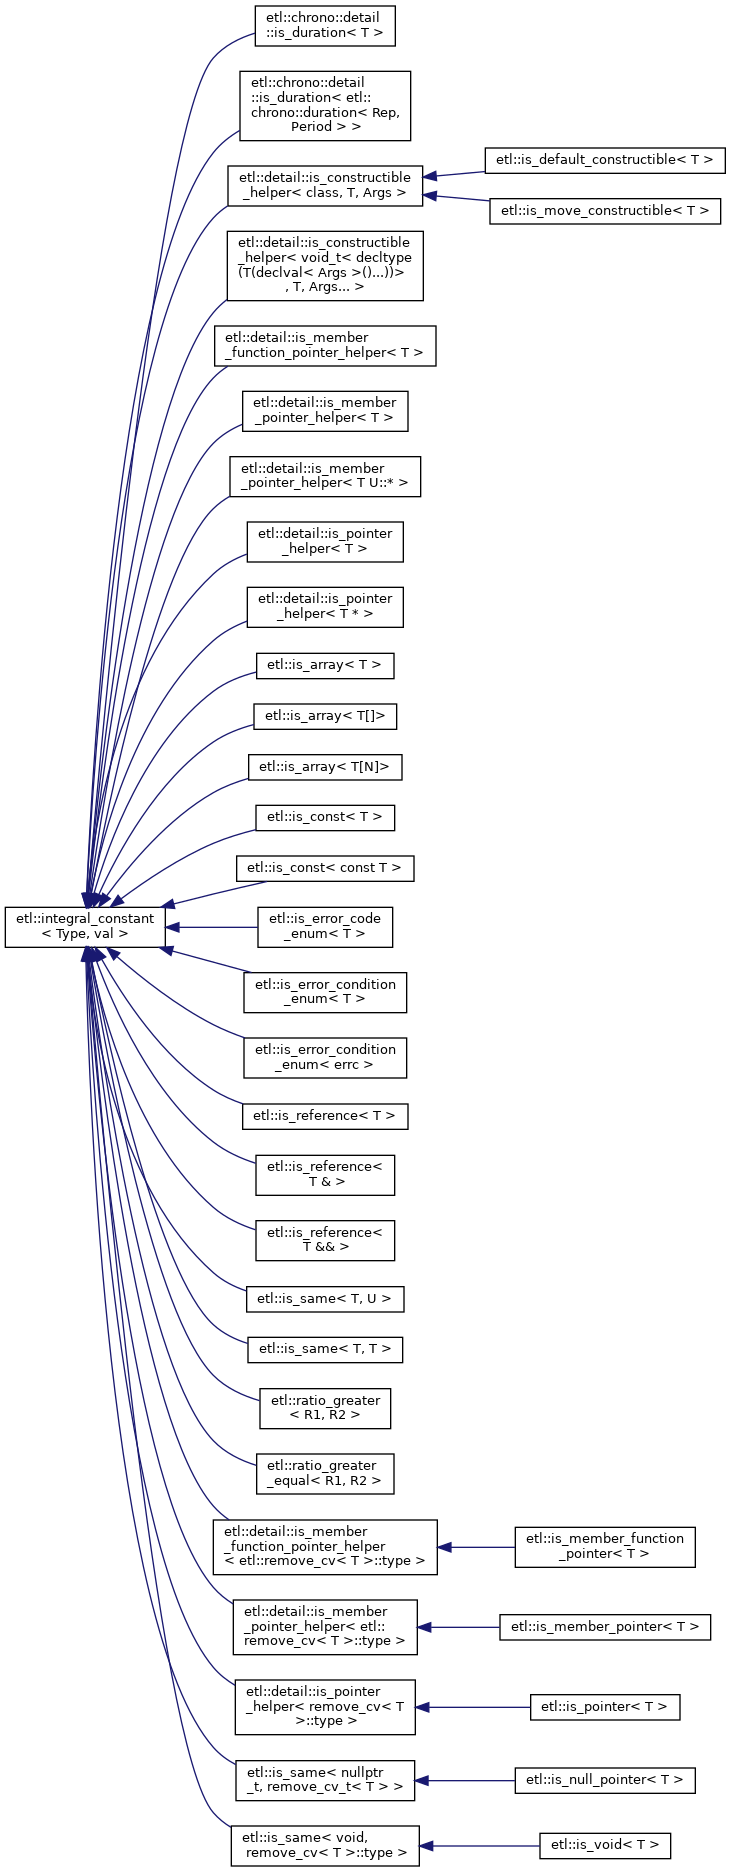 etl::chrono::detail
::is_duration< T >
etl::chrono::detail
::is_duration< etl::
chrono::duration< Rep,
Period > >
etl::detail::is_constructible
_helper< class, T, Args >
etl::is_default_constructible< T >
etl::is_move_constructible< T >
etl::detail::is_constructible
_helper< void_t< decltype
(T(declval< Args >()...))>
, T, Args... >
etl::detail::is_member
_function_pointer_helper< T >
etl::detail::is_member
_pointer_helper< T >
etl::detail::is_member
_pointer_helper< T U::* >
etl::detail::is_pointer
_helper< T >
etl::detail::is_pointer
_helper< T * >
etl::is_array< T >
etl::is_array< T[]>
etl::is_array< T[N]>
etl::is_const< T >
etl::is_const< const T >
etl::integral_constant
< Type, val >
etl::is_error_code
_enum< T >
etl::is_error_condition
_enum< T >
etl::is_error_condition
_enum< errc >
etl::is_reference< T >
etl::is_reference<
T & >
etl::is_reference<
T && >
etl::is_same< T, U >
etl::is_same< T, T >
etl::ratio_greater
< R1, R2 >
etl::ratio_greater
_equal< R1, R2 >
etl::detail::is_member
_function_pointer_helper
< etl::remove_cv< T >::type >
etl::is_member_function
_pointer< T >
etl::detail::is_member
_pointer_helper< etl::
remove_cv< T >::type >
etl::is_member_pointer< T >
etl::detail::is_pointer
_helper< remove_cv< T
>::type >
etl::is_pointer< T >
etl::is_same< nullptr
_t, remove_cv_t< T > >
etl::is_null_pointer< T >
etl::is_same< void,
remove_cv< T >::type >
etl::is_void< T >